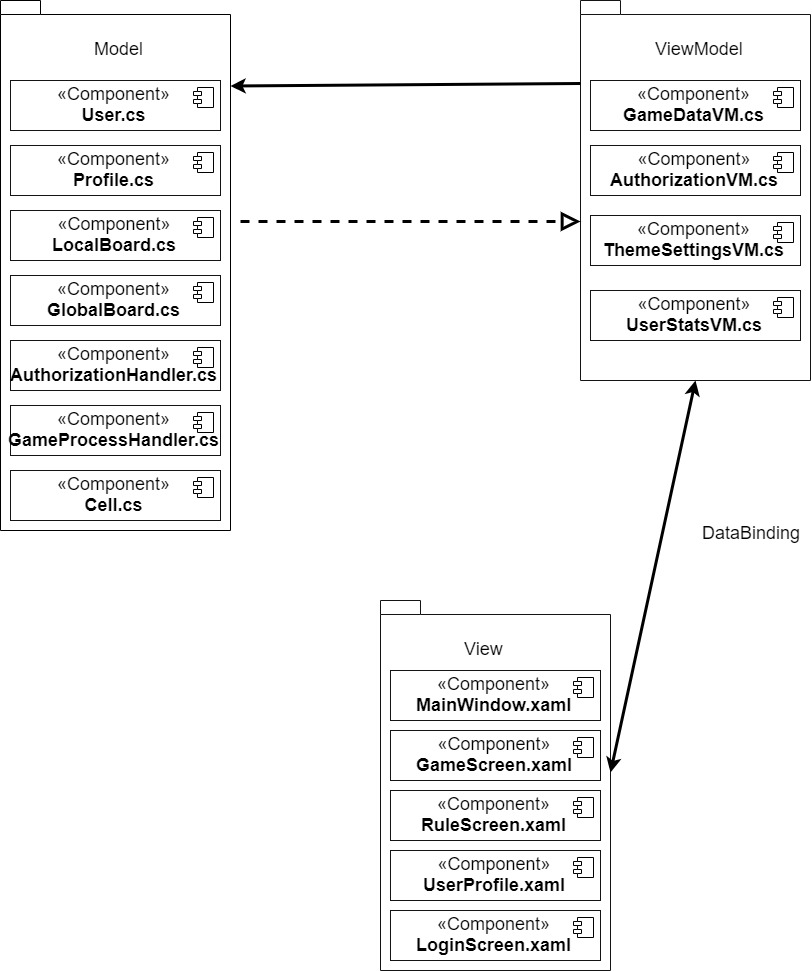 Model
«Component»
User.cs
«Component»
Profile.cs
«Component»
LocalBoard.cs
«Component»
GlobalBoard.cs
«Component»
AuthorizationHandler.cs
«Component»
GameProcessHandler.cs
«Component»
Cell.cs
ViewModel
«Component»
GameDataVM.cs
«Component»
AuthorizationVM.cs
«Component»
ThemeSettingsVM.cs
«Component»
UserStatsVM.cs
DataBinding
View
«Component»
MainWindow.xaml
«Component»
GameScreen.xaml
«Component»
RuleScreen.xaml
«Component»
UserProfile.xaml
«Component»
LoginScreen.xaml